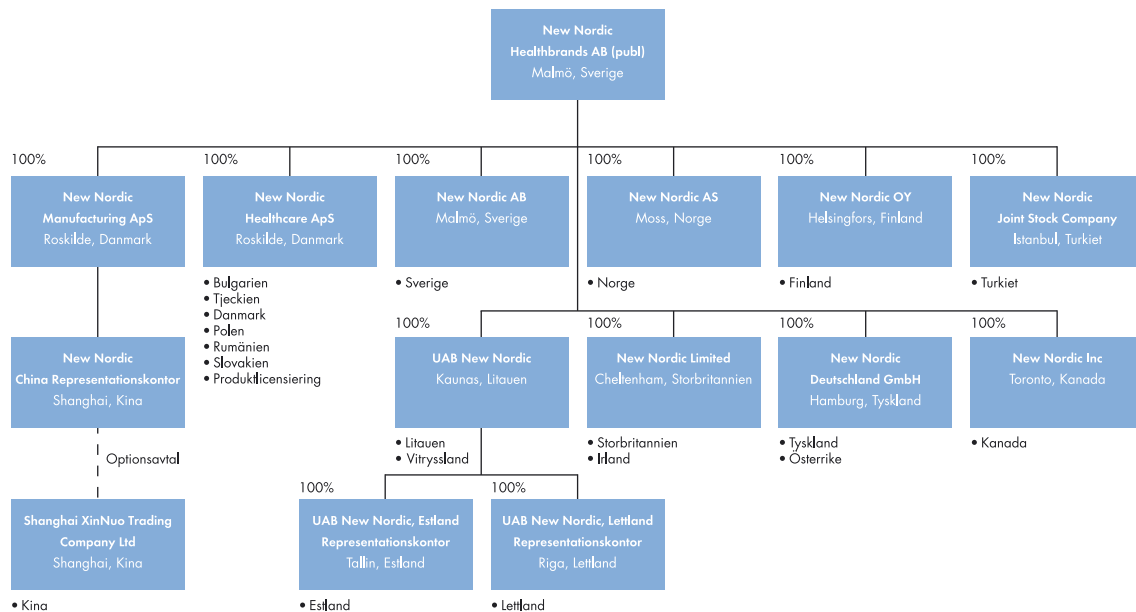 New Nordic
Healthbrands AB (publ)
Malmö, Sverige
100%
100%
100%
100%
100%
100%
New Nordic
Manufacturing ApS
Roskilde, Danmark
New Nordic
Healthcare ApS
Roskilde, Danmark
New Nordic AB
Malmö, Sverige
New Nordic AS
Moss, Norge
New Nordic OY
Helsingfors, Finland
New Nordic
Joint Stock Company
Istanbul, Turkiet
• Bulgarien
• Tjeckien
• Danmark
• Polen
• Rumänien
• Slovakien
• Produktlicensiering
• Sverige
• Norge
• Finland
• Turkiet
100%
100%
100%
100%
New Nordic
China Representationskontor
Shanghai, Kina
UAB New Nordic
Kaunas, Litauen
New Nordic Limited
Cheltenham, Storbritannien
New Nordic
Deutschland GmbH
Hamburg, Tyskland
New Nordic Inc
Toronto, Kanada
• Litauen
• Vitryssland
• Storbritannien
• Irland
• Tyskland
• Österrike
• Kanada
Optionsavtal
100%
100%
Shanghai XinNuo Trading
Company Ltd
Shanghai, Kina
UAB New Nordic, Estland
Representationskontor
Tallin, Estland
UAB New Nordic, Lettland
Representationskontor
Riga, Lettland
• Kina
• Estland
• Lettland